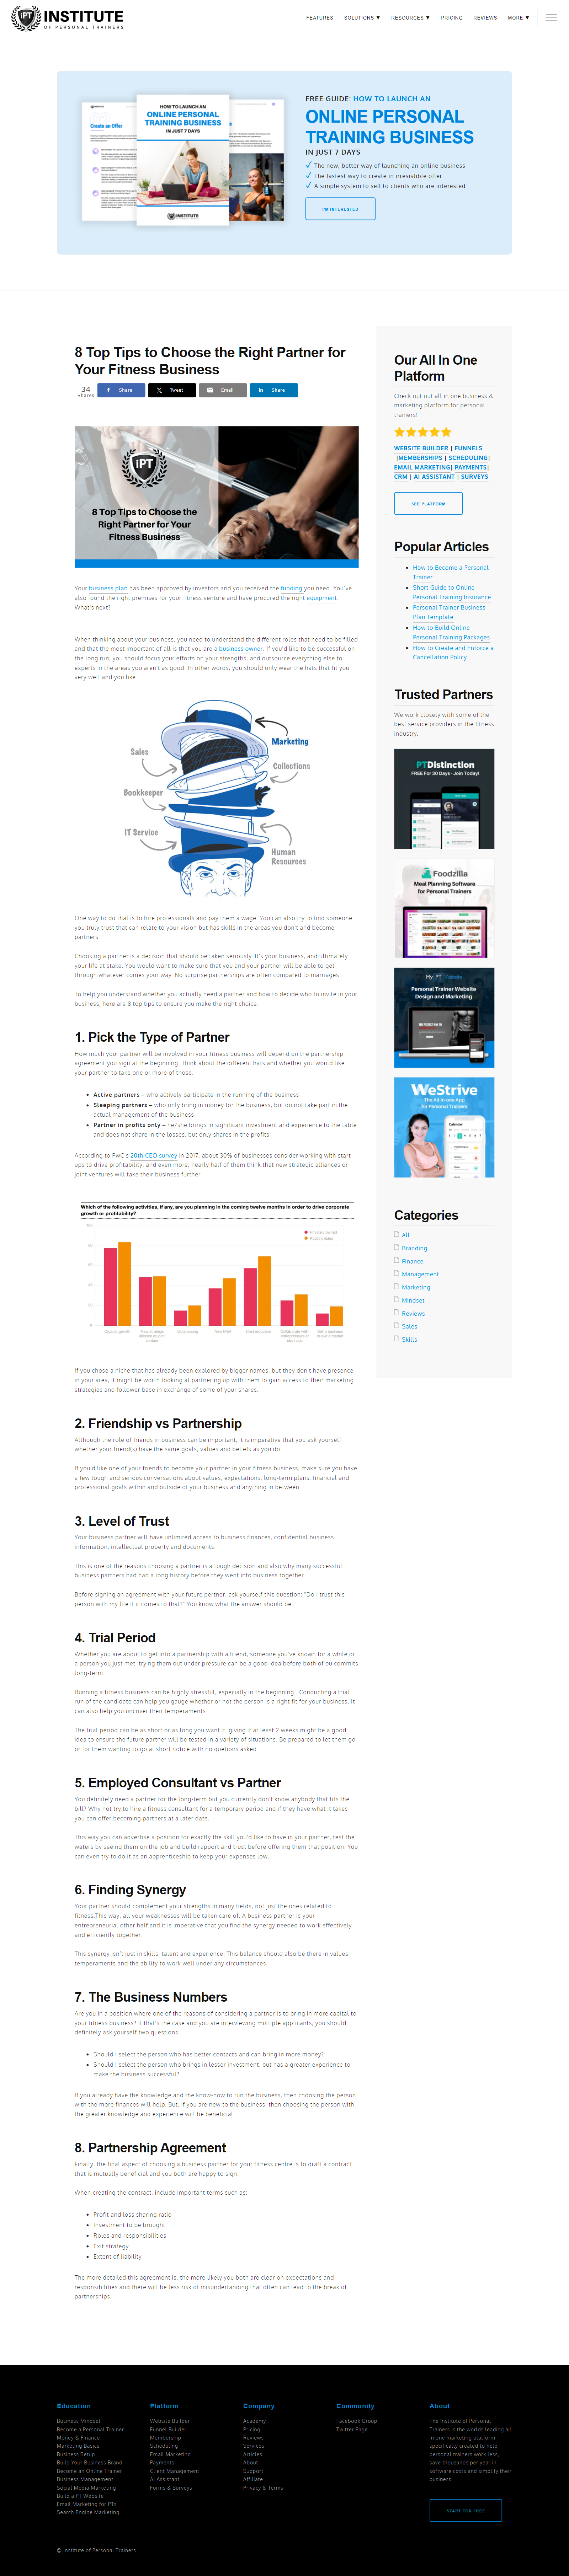 IPT INSTITUTE
OF PERSONAL TRAINERS
FEATURES
SOLUTIONS ▼
RESOURCES ▼
PRICING
REVIEWS
MORE ▼
Create an Offer
HOW TO LAUNCH AN
ONLINE PERSONAL
TRAINING BUSINESS
IN JUST 7 DAYS
INSTITUTE
FREE GUIDE: HOW TO LAUNCH AN
ONLINE PERSONAL
TRAINING BUSINESS
IN JUST 7 DAYS
✓ The new, better way of launching an online business
✓ The fastest way to create in irresistible offer
✓ A simple system to sell to clients who are interested
I'M INTERESTED
8 Top Tips to Choose the Right Partner for
Your Fitness Business
34
Shares
Share
Tweet
Email
Share
IPT
8 Top Tips to Choose the
Right Partner for Your
Fitness Business
Your business plan has been approved by investors and you received the funding you need. You've
also found the right premises for your fitness venture and have procured the right equipment.
What's next?
When thinking about your business, you need to understand the different roles that need to be filled
and that the most important of all is that you are a business owner. If you'd like to be successful on
the long run, you should focus your efforts on your strengths, and outsource everything else to
experts in the areas you aren't as good. In other words, you should only wear the hats that fit you
very well and you like.
Sales
Marketing
Collections
Bookkeeper
IT Service
Human
Resources
One way to do that is to hire professionals and pay them a wage. You can also try to find someone
you truly trust that can relate to your vision but has skills in the areas you don't and become
partners.
Choosing a partner is a decision that should be taken seriously. It's your business, and ultimately
your life at stake. You would want to make sure that you and your partner will be able to get
through whatever comes your way. No surprise partnerships are often compared to marriages.
To help you understand whether you actually need a partner and how to decide who to invite in your
business, here are 8 top tips to ensure you make the right choice.
1. Pick the Type of Partner
How much your partner will be involved in your fitness business will depend on the partnership
agreement you sign at the beginning. Think about the different hats and whether you would like
your partner to take one or more of those.
• Active partners – who actively participate in the running of the business
• Sleeping partners – who only bring in money for the business, but do not take part in the
actual management of the business
• Partner in profits only – he/she brings in significant investment and experience to the table
and does not share in the losses, but only shares in the profits
According to PwC's 20th CEO survey in 2017, about 30% of businesses consider working with start-
ups to drive profitability, and even more, nearly half of them think that new strategic alliances or
joint ventures will take their business further.
Which of the following activities, if any, are you planning in the coming twelve months in order to drive corporate
growth or profitability?
100
80
60
40
20
0
Organic growth
New strategic
alliance or
joint venture
Outsourcing
New M&A
Cost reduction
Collaborate with
entrepreneurs or
start-ups
Sell a business
or exit a market
If you chose a niche that has already been explored by bigger names, but they don't have presence
in your area, it might be worth looking at partnering up with them to gain access to their marketing
strategies and follower base in exchange of some of your shares.
2. Friendship vs Partnership
Although the role of friends in business can be important, it is imperative that you ask yourself
whether your friend(s) have the same goals, values and beliefs as you do.
If you'd like one of your friends to become your partner in your fitness business, make sure you have
a few tough and serious conversations about values, expectations, long-term plans, financial and
professional goals within and outside of your business and anything in between.
3. Level of Trust
Your business partner will have unlimited access to business finances, confidential business
information, intellectual property and documents.
This is one of the reasons choosing a partner is a tough decision and also why many successful
business partners had had a long history before they went into business together.
Before signing an agreement with your future pertner, ask yourself this question: "Do I trust this
person with my life if it comes to that?" You know what the answer should be.
4. Trial Period
Whether you are about to get into a partnership with a friend, someone you've known for a while or
a person you just met, trying them out under pressure can be a good idea before both of ou commits
long-term.
Running a fitness business can be highly stressful, especially in the beginning. Conducting a trial
run of the candidate can help you gauge whether or not the person is a right fit for your business. It
can also help you uncover their temperaments.
The trial period can be as short or as long you want it, giving it at least 2 weeks might be a good
idea to ensure the future partner will be tested in a variety of situations. Be prepared to let them go
or for them wanting to go at short notice with no quetions asked.
5. Employed Consultant vs Partner
You definitely need a partner for the long-term but you currently don't know anybody that fits the
bill? Why not try to hire a fitness consultant for a temporary period and if they have what it takes
you can offer becoming partners at a later date.
This way you can advertise a position for exactly the skill you'd like to have in your partner, test the
waters by seeing them on the job and build rapport and trust before offering them that position. You
can even try to do it as an apprenticeship to keep your expenses low.
6. Finding Synergy
Your partner should complement your strengths in many fields, not just the ones related to
fitness.This way, all your weaknesses will be taken care of. A business partner is your
entrepreneurial other half and it is imperative that you find the synergy needed to work effectively
and efficiently together.
This synergy isn't just in skills, talent and experience. This balance should also be there in values,
temperaments and the ability to work well under any circumstances.
7. The Business Numbers
Are you in a position where one of the reasons of considering a partner is to bring in more capital to
your fitness business? If that's the case and you are interviewing multiple applicants, you should
definitely ask yourself two questions.
• Should I select the person who has better contacts and can bring in more money?
• Should I select the person who brings in lesser investment, but has a greater experience to
make the business successful?
If you already have the knowledge and the know-how to run the business, then choosing the person
with the more finances will help. But, if you are new to the business, then choosing the person with
the greater knowledge and experience will be beneficial.
8. Partnership Agreement
Finally, the final aspect of choosing a business partner for your fitness centre is to draft a contract
that is mutually beneficial and you both are happy to sign.
When creating the contract, include important terms such as:
• Profit and loss sharing ratio
• Investment to be brought
• Roles and responsibilities
• Exit strategy
• Extent of liability
The more detailed this agreement is, the more likely you both are clear on expectations and
responsibilities and there will be less risk of misundertanding that often can lead to the break of
partnerships.
Our All In One
Platform
Check out out all in one business &
marketing platform for personal
trainers!
WEBSITE BUILDER | FUNNELS
|MEMBERSHIPS | SCHEDULING|
EMAIL MARKETING| PAYMENTS|
CRM | AI ASSISTANT | SURVEYS
SEE PLATFORM
Popular Articles
• How to Become a Personal
Trainer
• Short Guide to Online
Personal Training Insurance
• Personal Trainer Business
Plan Template
• How to Build Online
Personal Training Packages
• How to Create and Enforce a
Cancellation Policy
Trusted Partners
We work closely with some of the
best service providers in the fitness
industry.
PTDistinction
FREE For 30 Days - Join Today!
Foodzilla
Meal Planning Software
for Personal Trainers
My PT Website
Personal Trainer Website
Design and Marketing
WeStrive
The All-in-one App
for Personal Trainers
Calendar
Categories
All
Branding
Finance
Management
Marketing
Mindset
Reviews
Sales
Skills
Education
Business Mindset
Become a Personal Trainer
Money & Finance
Marketing Basics
Business Setup
Build Your Business Brand
Become an Online Trainer
Business Management
Social Media Marketing
Build a PT Website
Email Marketing for PTs
Search Engine Marketing
Platform
Website Builder
Funnel Builder
Membership
Scheduling
Email Marketing
Payments
Client Management
AI Assistant
Forms & Surveys
Company
Academy
Pricing
Reviews
Services
Articles
About
Support
Affiliate
Privacy & Terms
Community
Facebook Group
Twitter Page
About
The Institute of Personal
Trainers is the worlds leading all
in one marketing platform
specifically created to help
personal trainers work less,
save thousands per year in
software costs and simplify their
business.
START FOR FREE
© Institute of Personal Trainers